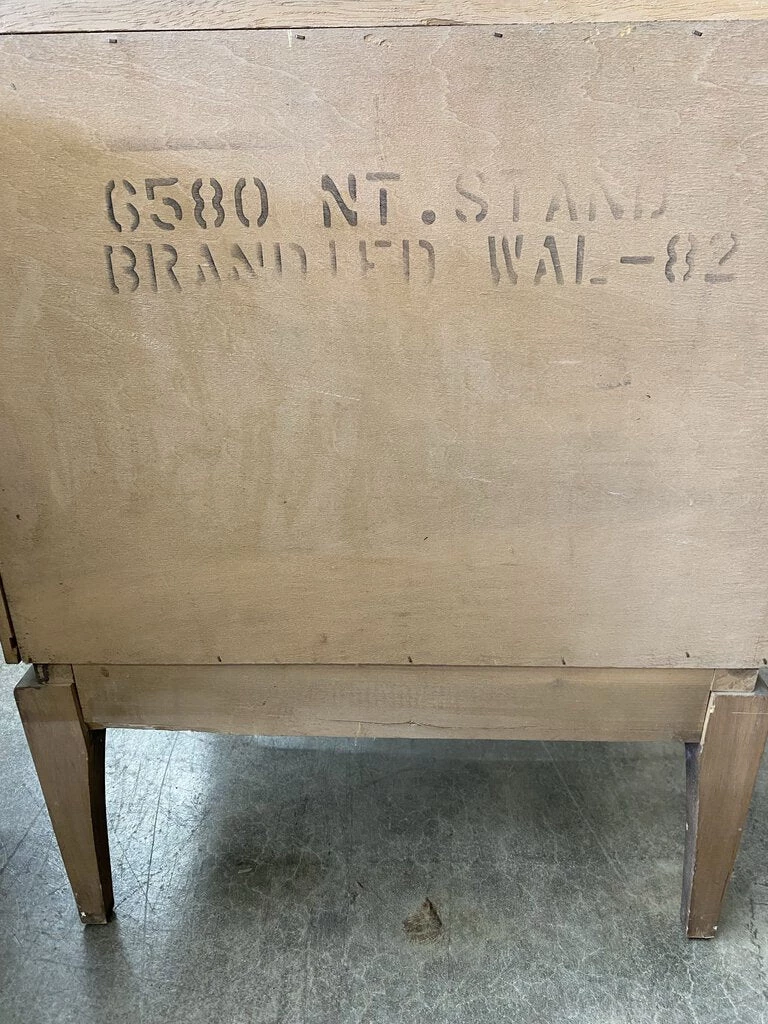 6580 NT. STAND
BRANDIED WAL-82